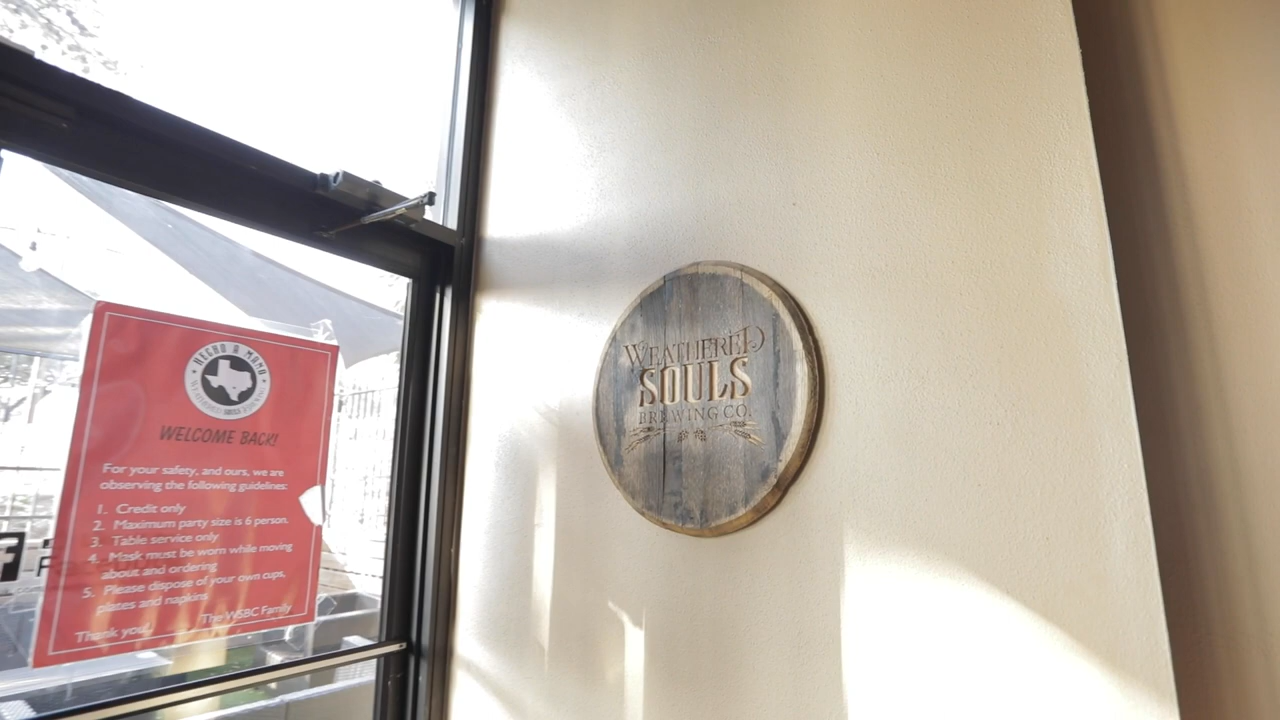 HECHO A MANO
WEATHERED SOULS BREWING
WELCOME BACK!
For your safety, and ours, we are
observing the following guidelines:
1. Credit only
2. Maximum party size is 6 person.
3. Table service only
4. Mask must be worn while moving
about and ordering
5. Please dispose of your own cups,
plates and napkins
The WSBC Family
Thank you!
WEATHERED
SOULS
BREWING CO.